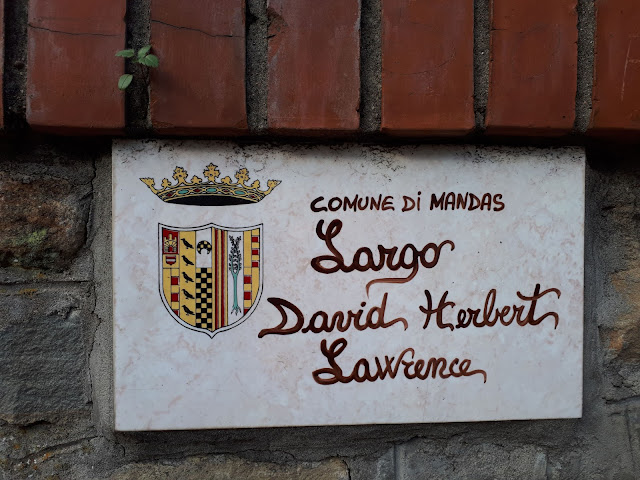 COMUNE DI MANDAS
Largo
David Herbert
Lawrence